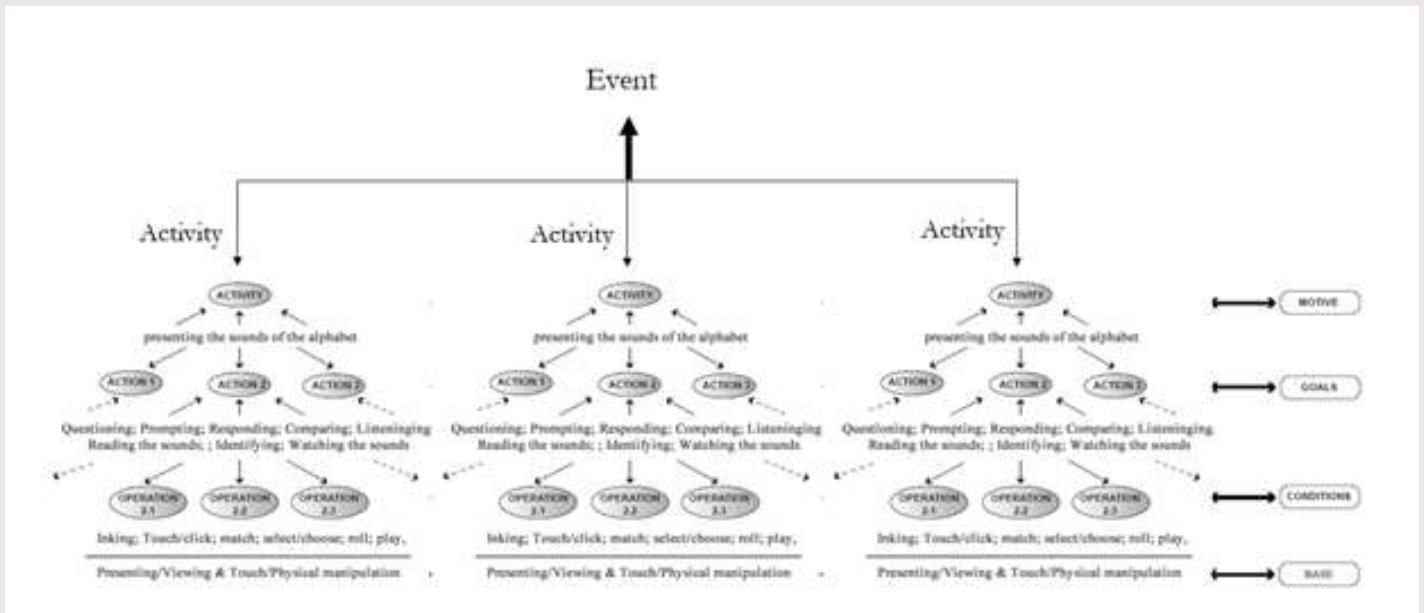 Event
Activity Activity Activity
ACTIVITY ACTIVITY ACTIVITY MOTIVE
presenting the sounds of the alphabet presenting the sounds of the alphabet presenting the sounds of the alphabet
ACTION 1 ACTION 2 ACTION 3 ACTION 1 ACTION 2 ACTION 3 ACTION 1 ACTION 2 ACTION 3 GOALS
Questioning; Prompting; Responding; Comparing; Listeninging Questioning; Prompting; Responding; Comparing; Listeninging Questioning; Prompting; Responding; Comparing; Listeninging
Reading the sounds; ; Identifying; Watching the sounds Reading the sounds; ; Identifying; Watching the sounds Reading the sounds; ; Identifying; Watching the sounds
OPERATION OPERATION OPERATION OPERATION OPERATION OPERATION OPERATION OPERATION OPERATION CONDITIONS
2.1 2.2 2.3 2.1 2.2 2.3 2.1 2.2 2.3
Inking; Touch/click; match; select/choose; roll; play, Inking; Touch/click; match; select/choose; roll; play, Inking; Touch/click; match; select/choose; roll; play,
Presenting/Viewing & Touch/Physical manipulation Presenting/Viewing & Touch/Physical manipulation Presenting/Viewing & Touch/Physical manipulation BASE